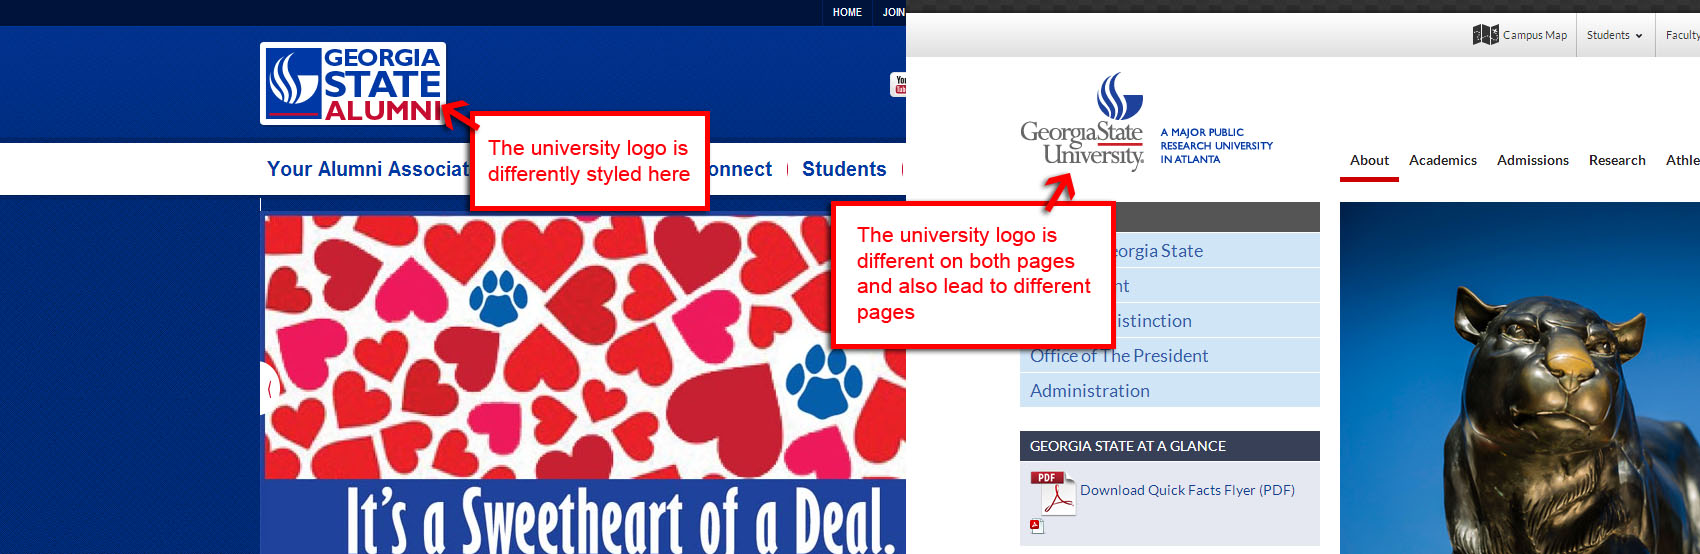 HOME
JOIN
GEORGIA
STATE
ALUMNI
You
The university logo is
differently styled here
Your Alumni Associat
onnect
Students
It's a Sweetheart of a Deal.
Campus Map
Students
Faculty
GeorgiaState
University.
A MAJOR PUBLIC
RESEARCH UNIVERSITY
IN ATLANTA
About
Academics
Admissions
Research
Athle
The university logo is
different on both pages
and also lead to different
pages
eorgia State
nt
istinction
Office of The President
Administration
GEORGIA STATE AT A GLANCE
PDF
Download Quick Facts Flyer (PDF)